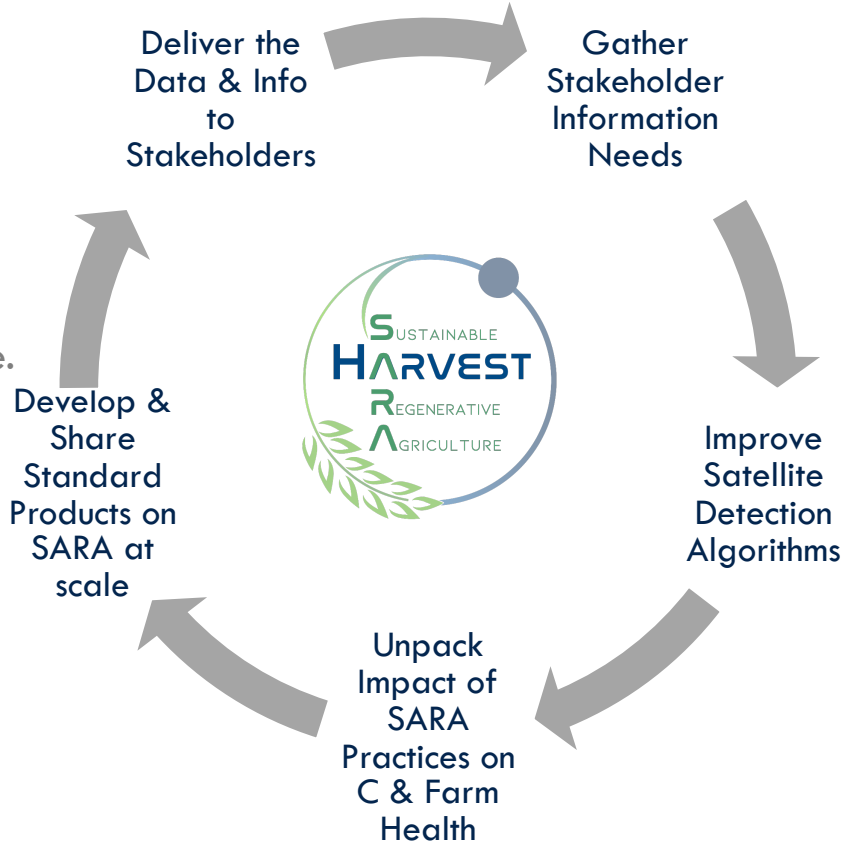 Deliver the
Data & Info
to
Stakeholders
Gather
Stakeholder
Information
Needs
SUSTAINABLE
HARVEST
REGENERATIVE
AGRICULTURE
e.
Develop &
Share
Standard
Products on
SARA at
scale
Improve
Satellite
Detection
Algorithms
Unpack
Impact of
SARA
Practices on
C & Farm
Health